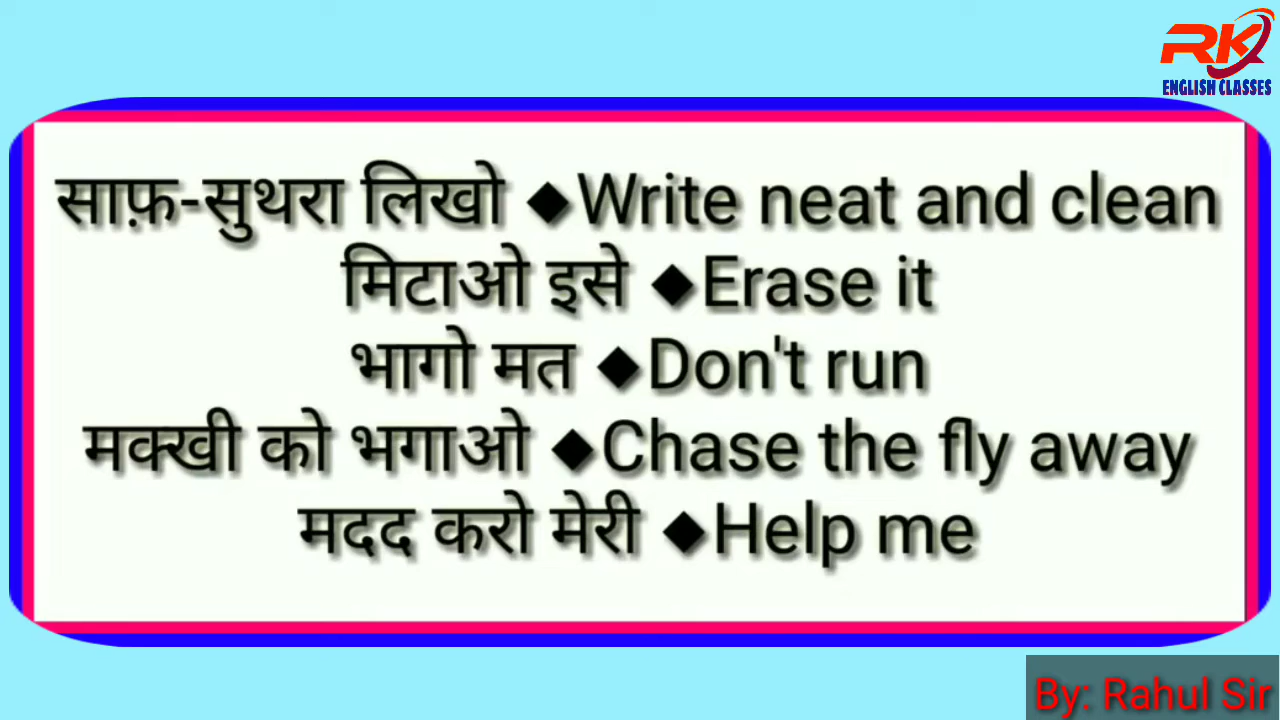 RK
ENGLISH CLASSES
साफ़-सुथरा लिखो ◆Write neat and clean
मिटाओ इसे ◆Erase it
भागो मत ◆Don't run
मक्खी को भगाओ ◆Chase the fly away
मदद करो मेरी ◆Help me
By: Rahul Sir